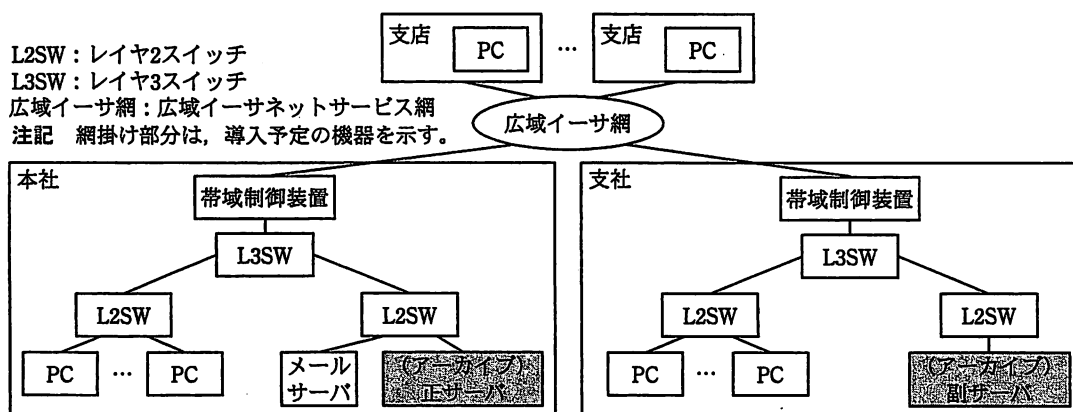 支店
PC
…
支店
PC
L2SW：レイヤ2スイッチ
L3SW：レイヤ3スイッチ
広域イーサ網：広域イーサネットサービス網
注記　網掛け部分は，導入予定の機器を示す。
広域イーサ網
本社
帯域制御装置
L3SW
L2SW
L2SW
PC
…
PC
メール
サーバ
(アーカイブ)
正サーバ
支社
帯域制御装置
L3SW
L2SW
L2SW
PC
…
PC
(アーカイブ)
副サーバ